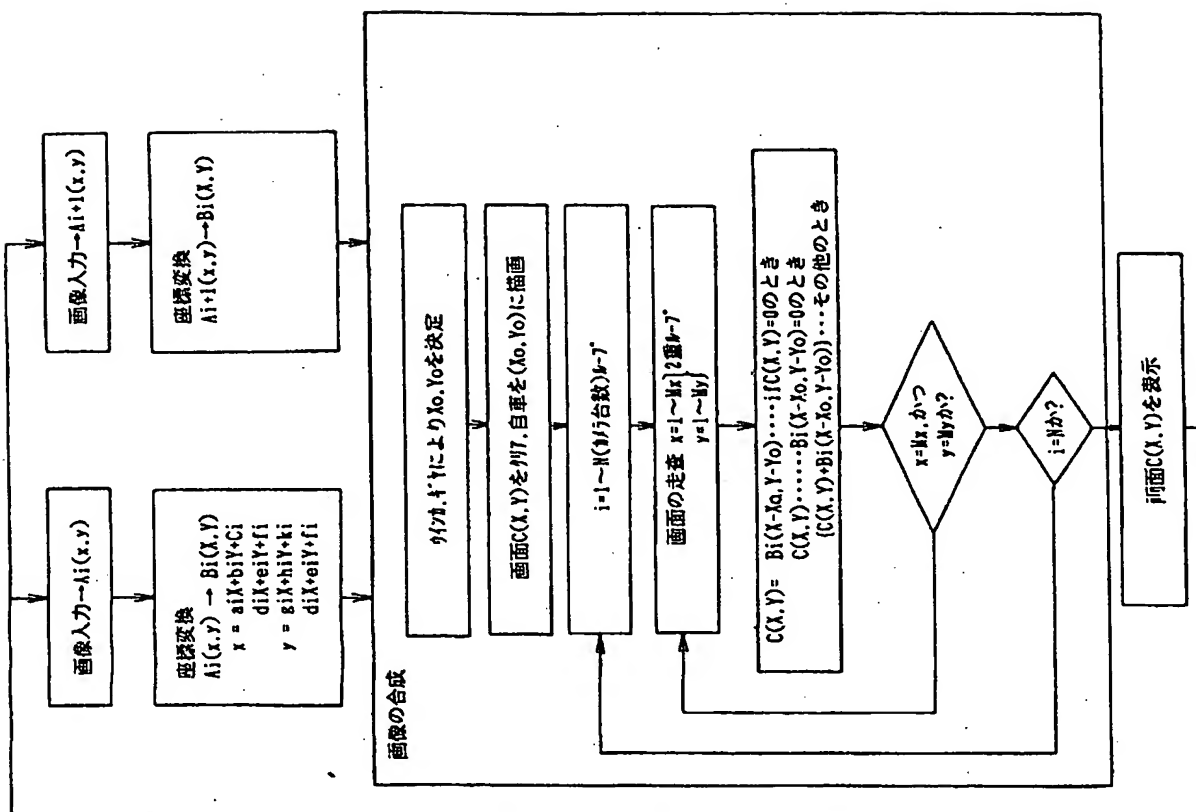 画像入力→Ai(x,y)
座標変換
Ai(x,y) → Bi(X,Y)
x = aiX+biY+Ci
diX+eiY+fi
y = giX+hiY+ki
diX+eiY+fi
画像入力→Ai+1(x,y)
座標変換
Ai+1(x,y)→Bi(X,Y)
画像の合成
ウインカ,ギヤによりXo,Yoを決定
画面C(X,Y)をクリア,自車を(Xo,Yo)に描画
i=1~N(カメラ台数)ループ
画面の走査 x=1~Mx}2重ループ
y=1~My}
C(X,Y)= Bi(X-Xo,Y-Yo)····ifC(X,Y)=0のとき
C(X,Y)·····Bi(X-Xo,Y-Yo)=0のとき
{C(X,Y)+Bi(X-Xo,Y-Yo)}···その他のとき
x=Mx,かつ
y=Myか?
i=Nか?
画面C(X,Y)を表示